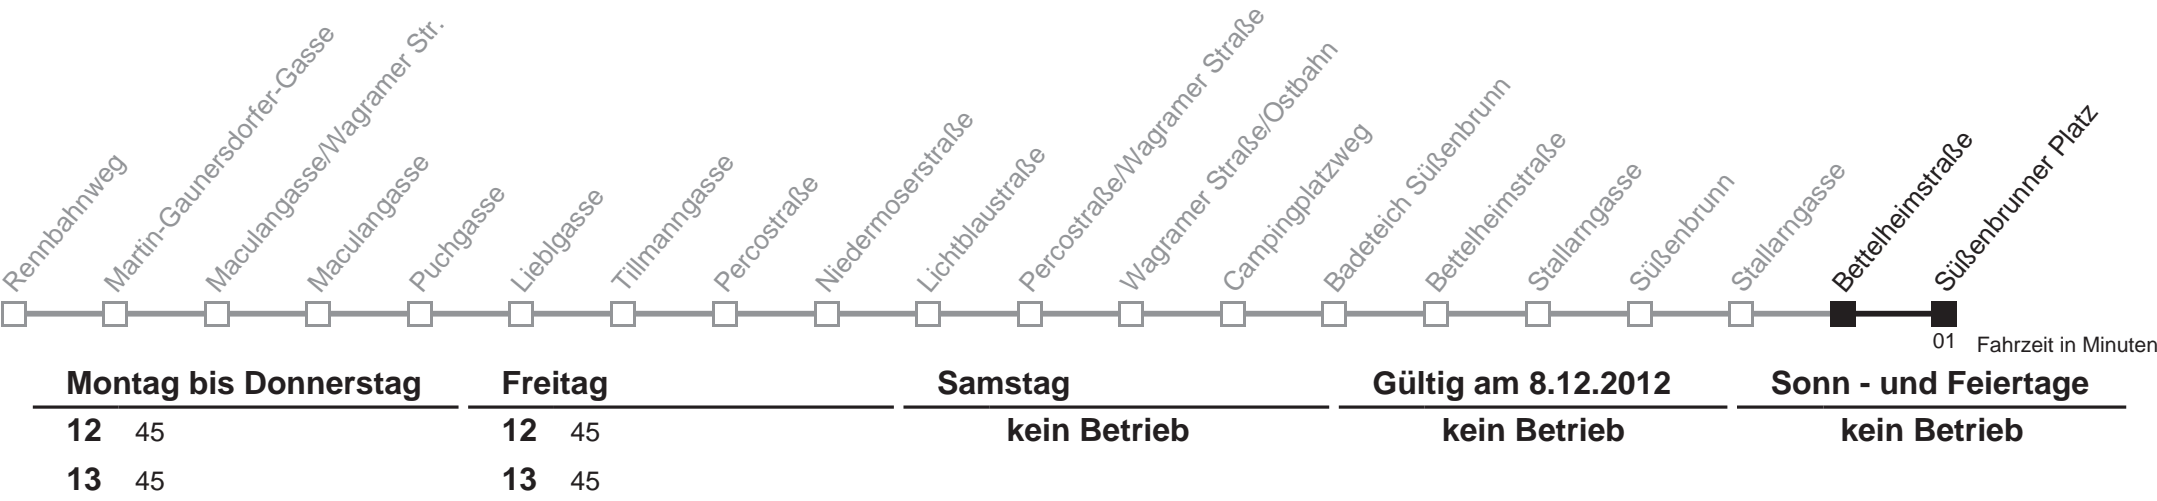 Rennbahnweg
Martin-Gaunersdorfer-Gasse
Maculangasse/Wagramer Str.
Maculangasse
Puchgasse
Lieblgasse
Tillmanngasse
Percostraße
Niedermoserstraße
Lichtblaustraße
Percostraße/Wagramer Straße
Wagramer Straße/Ostbahn
Campingplatzweg
Badeteich Süßenbrunn
Bettelheimstraße
Stallarngasse
Süßenbrunn
Stallarngasse
Bettelheimstraße
Süßenbrunner Platz
01 Fahrzeit in Minuten
Montag bis Donnerstag Freitag Samstag Gültig am 8.12.2012 Sonn - und Feiertage
12 45 12 45 kein Betrieb kein Betrieb kein Betrieb
13 45 13 45